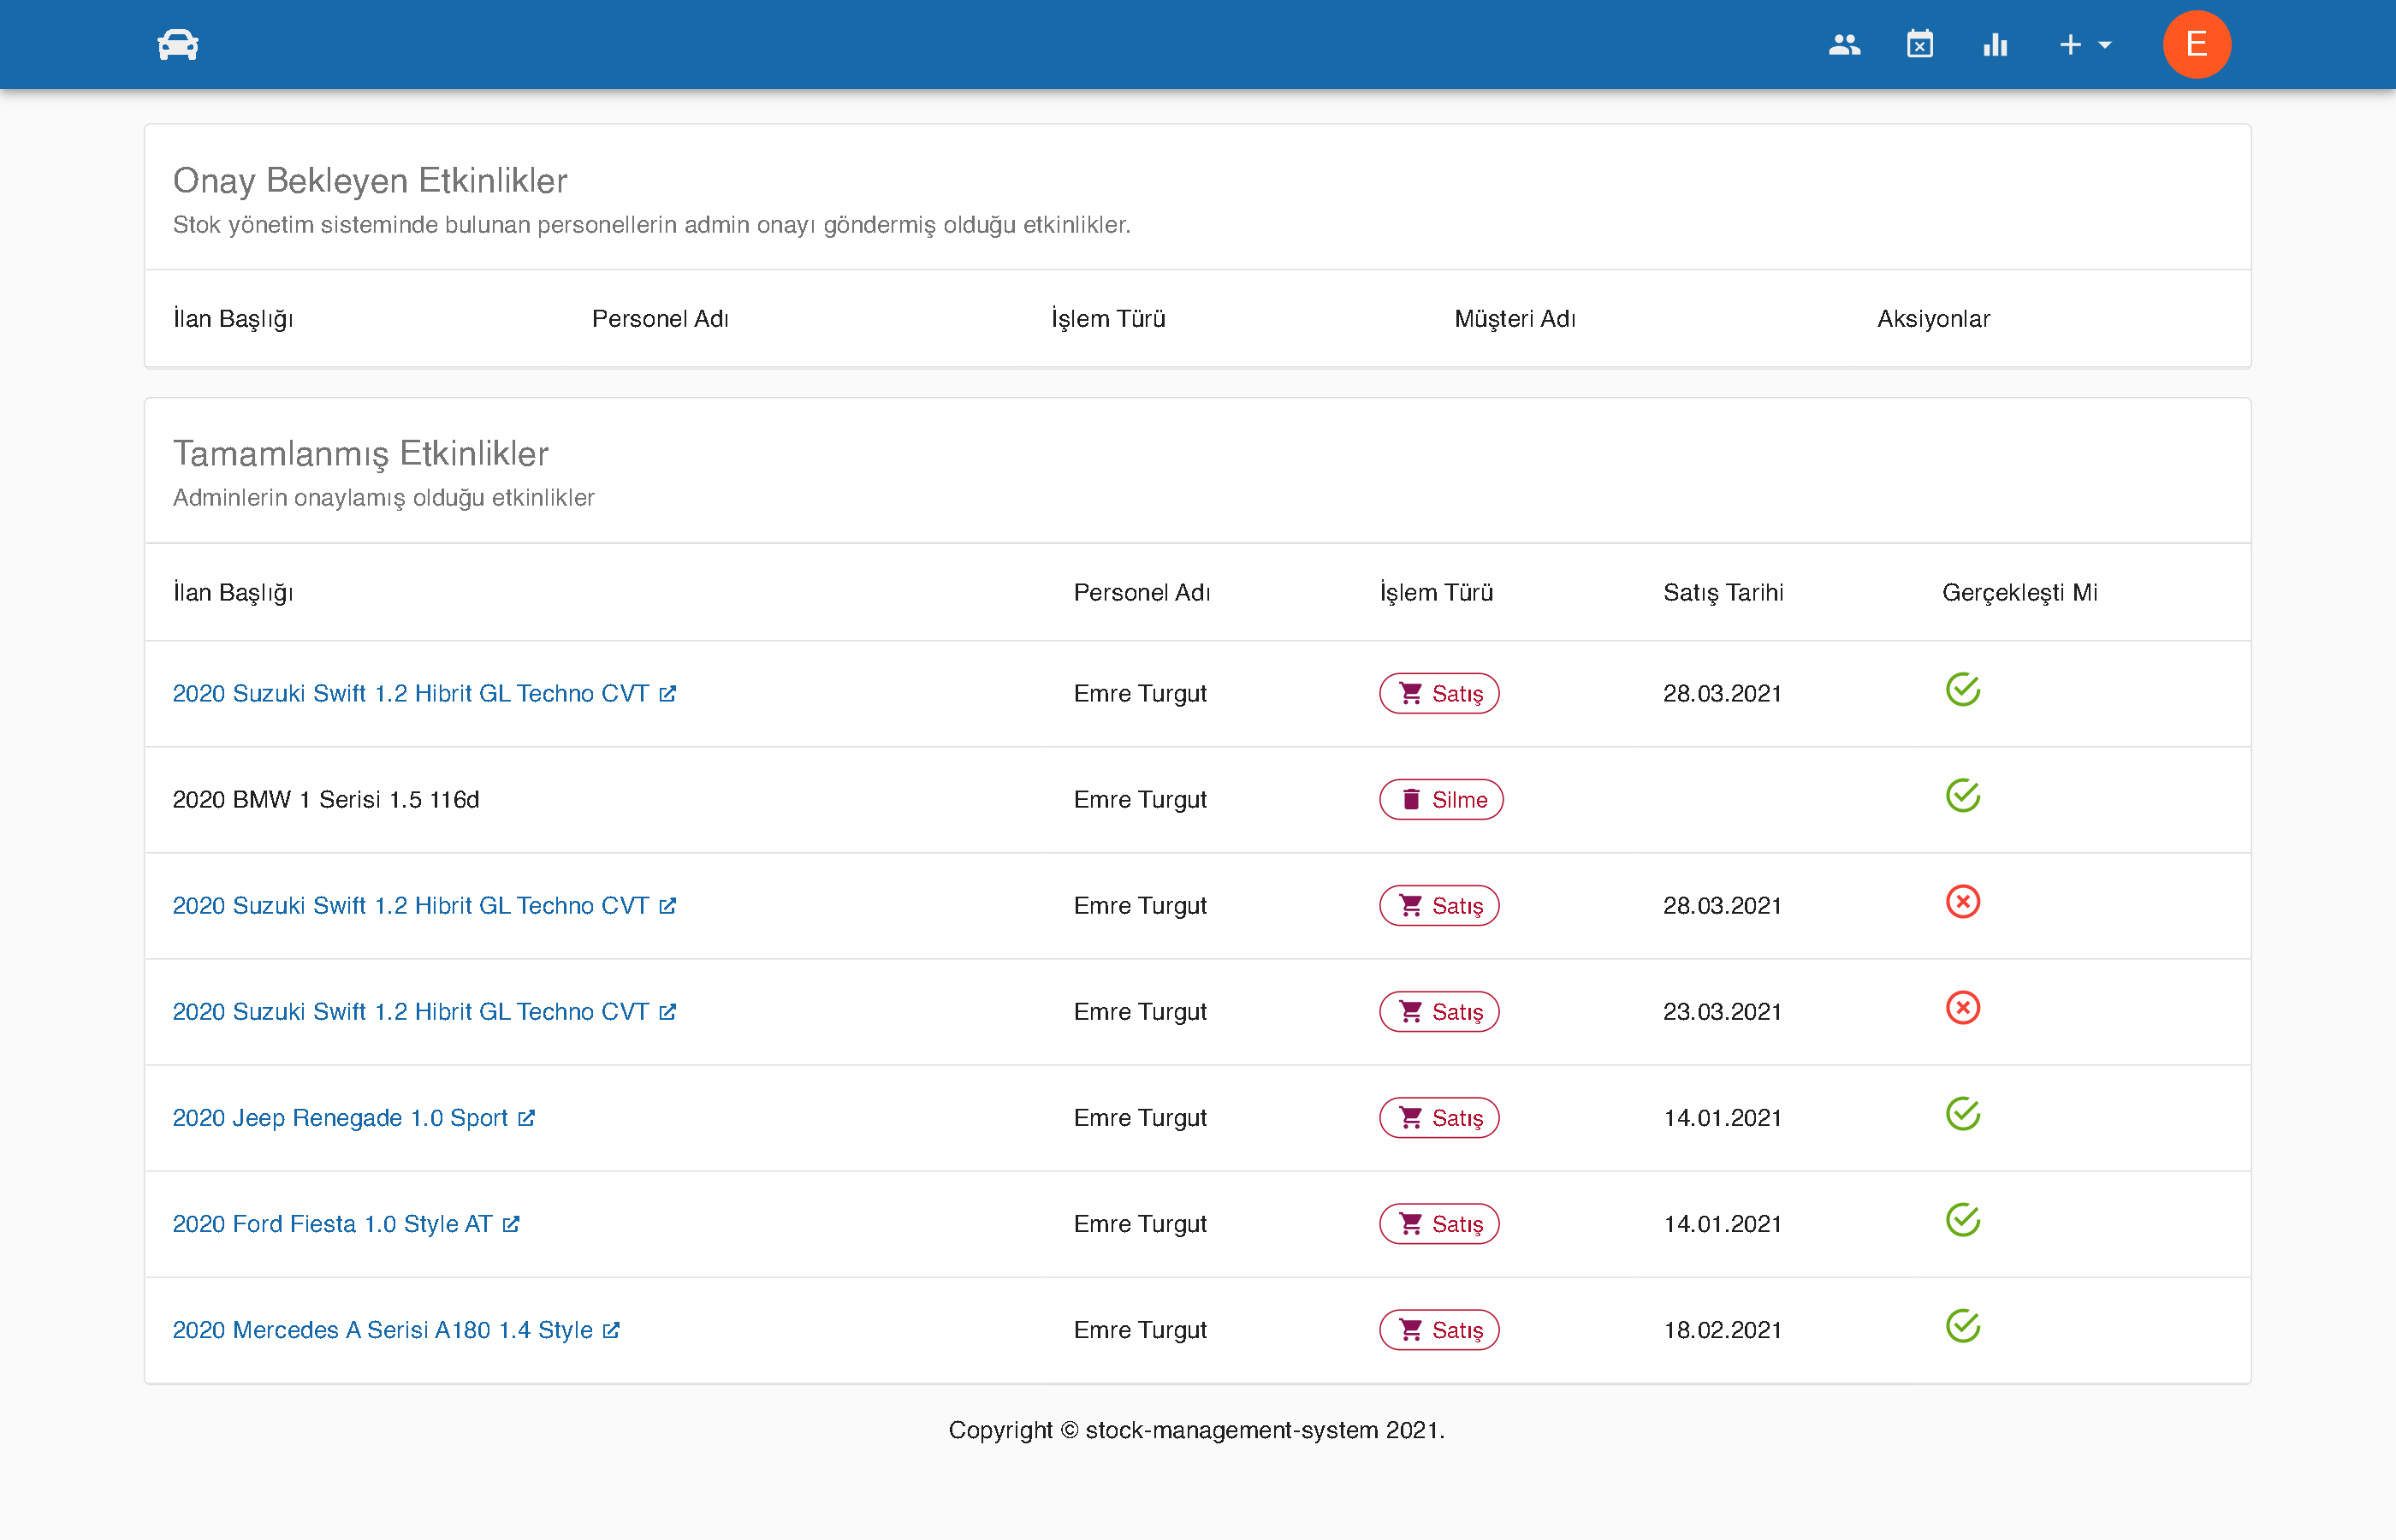 E
Onay Bekleyen Etkinlikler
Stok yönetim sisteminde bulunan personellerin admin onayı göndermiş olduğu etkinlikler.
İlan Başlığı Personel Adı İşlem Türü Müşteri Adı Aksiyonlar
Tamamlanmış Etkinlikler
Adminlerin onaylamış olduğu etkinlikler
İlan Başlığı Personel Adı İşlem Türü Satış Tarihi Gerçekleşti Mi
2020 Suzuki Swift 1.2 Hibrit GL Techno CVT Emre Turgut Satış 28.03.2021
2020 BMW 1 Serisi 1.5 116d Emre Turgut Silme
2020 Suzuki Swift 1.2 Hibrit GL Techno CVT Emre Turgut Satış 28.03.2021
2020 Suzuki Swift 1.2 Hibrit GL Techno CVT Emre Turgut Satış 23.03.2021
2020 Jeep Renegade 1.0 Sport Emre Turgut Satış 14.01.2021
2020 Ford Fiesta 1.0 Style AT Emre Turgut Satış 14.01.2021
2020 Mercedes A Serisi A180 1.4 Style Emre Turgut Satış 18.02.2021
Copyright © stock-management-system 2021.